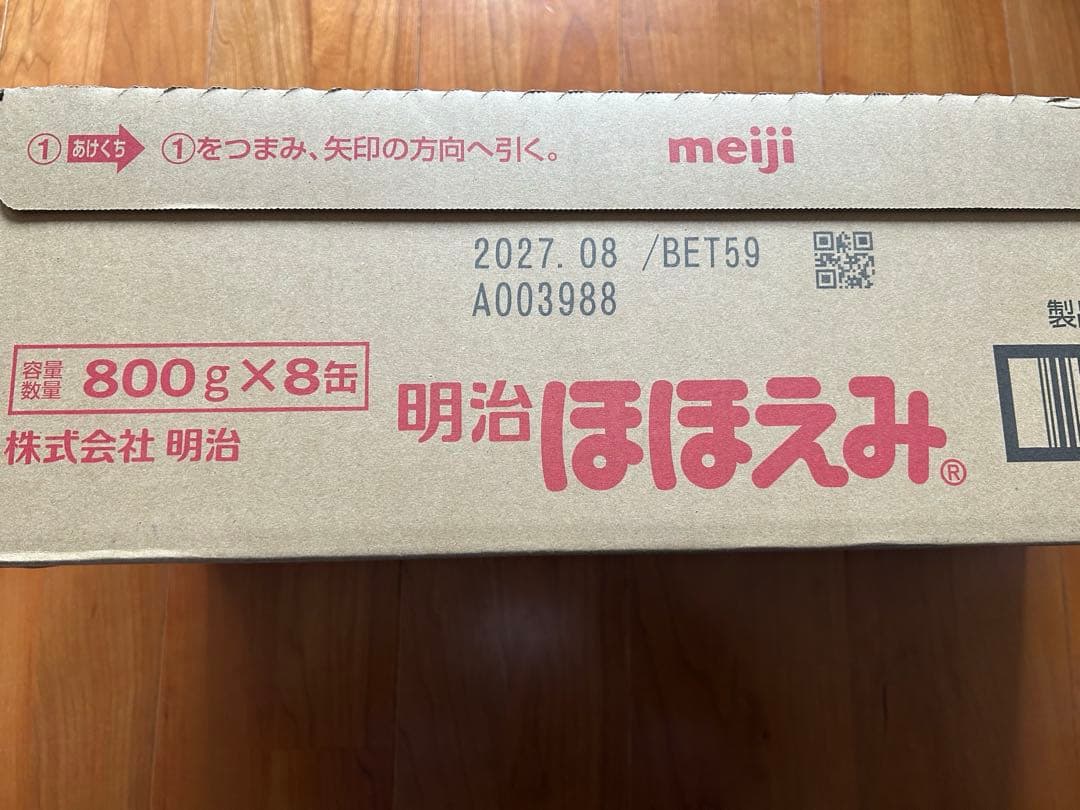 ① あけくち ①をつまみ、矢印の方向へ引く。 meiji
2027.08 /BET59
A003988
製
容量
数量 800g×8缶
株式会社 明治
明治ほほえみ®